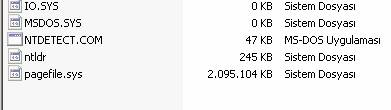 IO.SYS 0 KB Sistem Dosyası
MSDOS.SYS 0 KB Sistem Dosyası
NTDETECT.COM 47 KB MS-DOS Uygulaması
ntldr 245 KB Sistem Dosyası
pagefile.sys 2.095.104 KB Sistem Dosyası